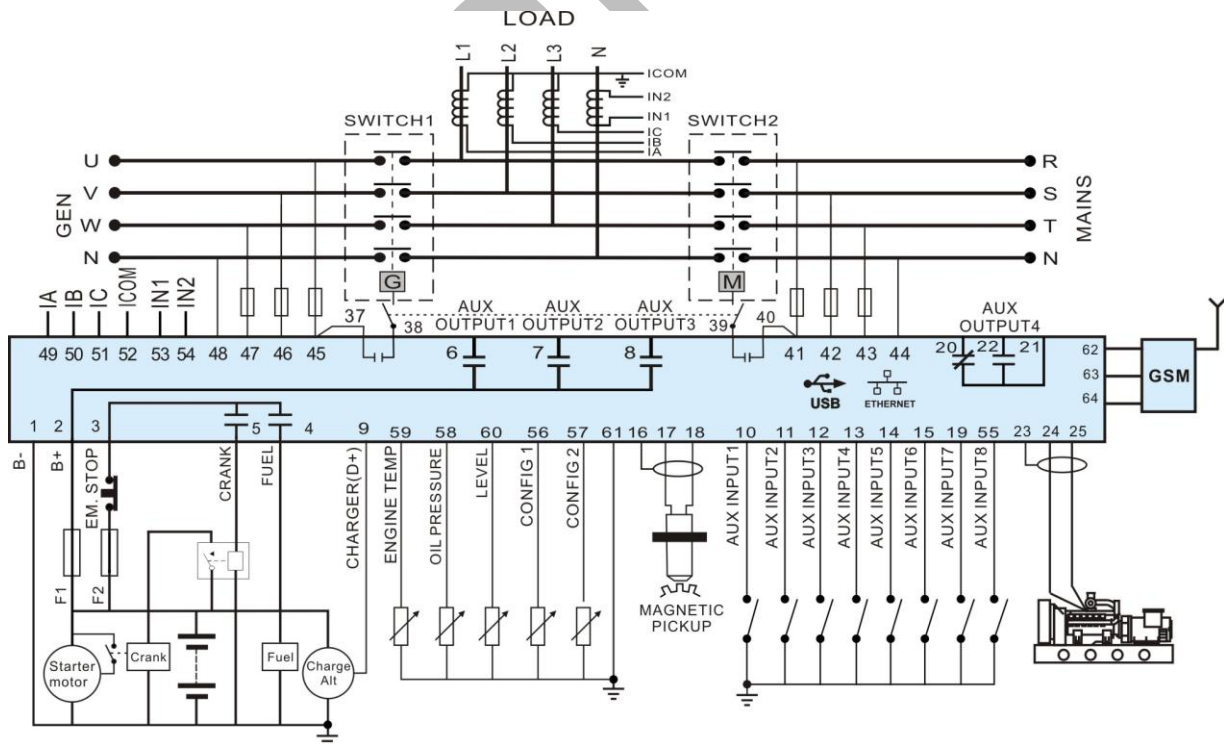 LOAD
L1 L2 L3 N
ICOM
IN2
IN1
IC
IB
IA
SWITCH1
SWITCH2
U
V
W
N
GEN
R
S
T
N
MAINS
G
M
IA
IB
IC
ICOM
IN1
IN2
37
38
AUX
OUTPUT1
AUX
OUTPUT2
AUX
OUTPUT3
39
40
AUX
OUTPUT4
49 50 51 52 53 54 48 47 46 45
6 7 8
41 42 43 44
20 22 21
62
63
64
GSM
USB
ETHERNET
1 2 3 5 4 9 59 58 60 56 57 61 16 17 18 10 11 12 13 14 15 19 55 23 24 25
B-
B+
EM. STOP
CRANK
FUEL
CHARGER(D+)
ENGINE TEMP
OIL PRESSURE
LEVEL
CONFIG 1
CONFIG 2
AUX INPUT1
AUX INPUT2
AUX INPUT3
AUX INPUT4
AUX INPUT5
AUX INPUT6
AUX INPUT7
AUX INPUT8
F1
F2
MAGNETIC
PICKUP
Starter
motor
Crank
Fuel
Charge
Alt